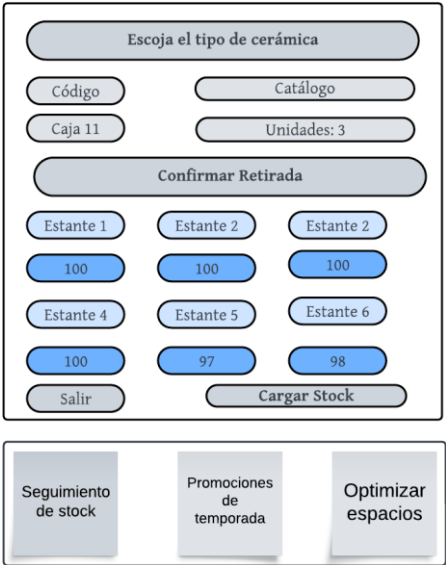 Escoja el tipo de cerámica
Código
Catálogo
Caja 11
Unidades: 3
Confirmar Retirada
Estante 1
Estante 2
Estante 2
100
100
100
Estante 4
Estante 5
Estante 6
100
97
98
Salir
Cargar Stock
Seguimiento
de stock
Promociones
de
temporada
Optimizar
espacios